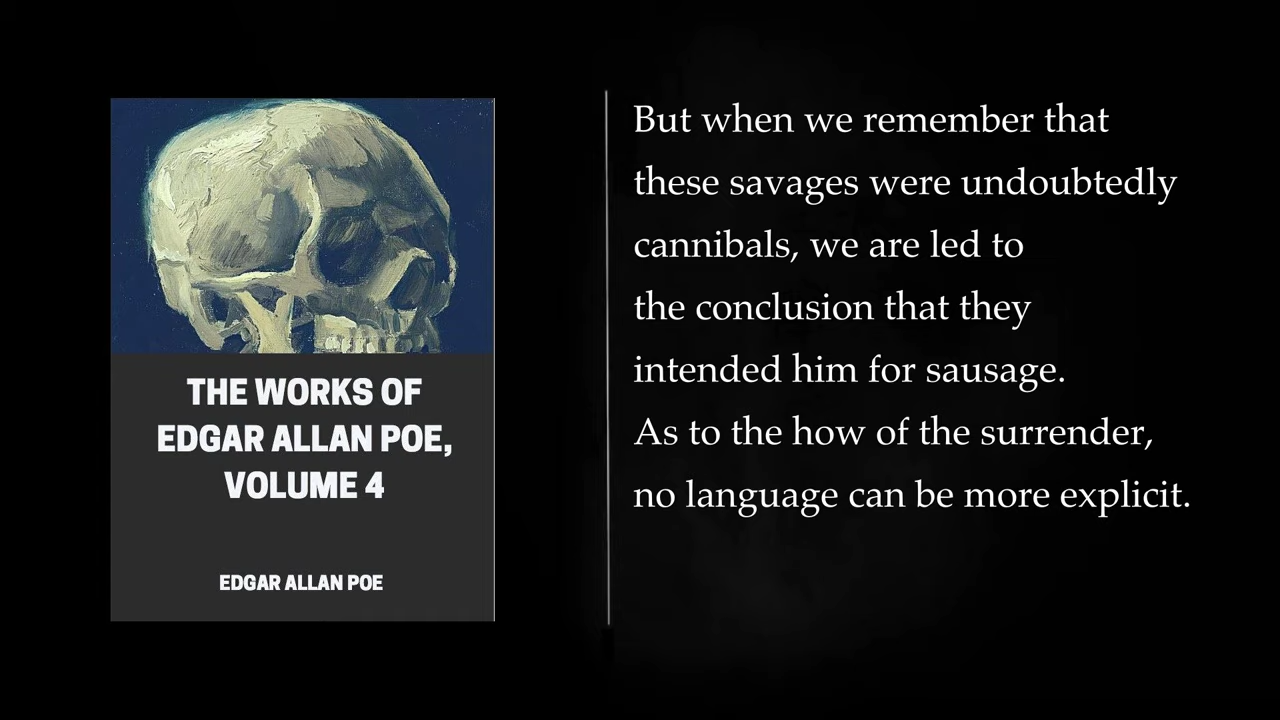 THE WORKS OF
EDGAR ALLAN POE,
VOLUME 4
EDGAR ALLAN POE
But when we remember that
these savages were undoubtedly
cannibals, we are led to
the conclusion that they
intended him for sausage.
As to the how of the surrender,
no language can be more explicit.